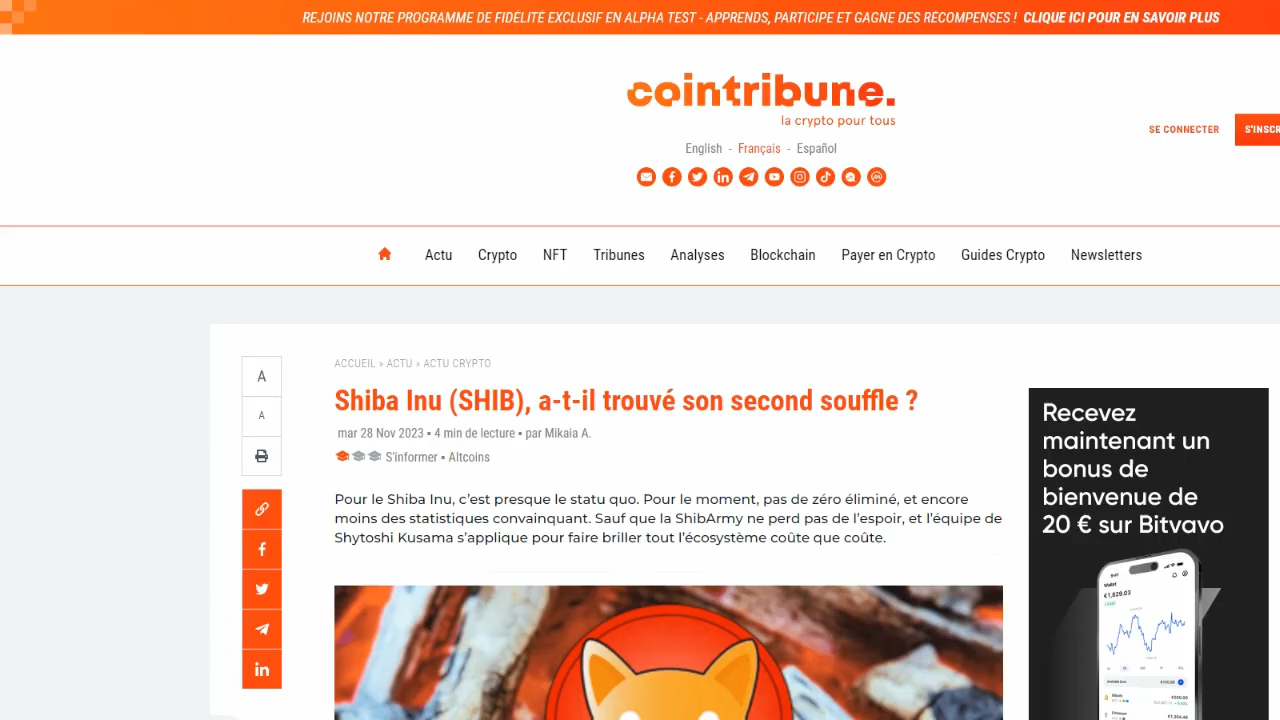 REJOINS NOTRE PROGRAMME DE FIDÉLITÉ EXCLUSIF EN ALPHA TEST - APPRENDS, PARTICIPE ET GAGNE DES RÉCOMPENSES ! CLIQUE ICI POUR EN SAVOIR PLUS
cointribune.
la crypto pour tous
SE CONNECTER
S'INSCR
English - Français - Español
Actu Crypto NFT Tribunes Analyses Blockchain Payer en Crypto Guides Crypto Newsletters
ACCUEIL » ACTU » ACTU CRYPTO
A
A
Shiba Inu (SHIB), a-t-il trouvé son second souffle ?
mar 28 Nov 2023 ▪ 4 min de lecture ▪ par Mikaia A.
S'informer ▪ Altcoins
Pour le Shiba Inu, c’est presque le statu quo. Pour le moment, pas de zéro éliminé, et encore
moins des statistiques convainquant. Sauf que la ShibArmy ne perd pas de l’espoir, et l’équipe de
Shytoshi Kusama s’applique pour faire briller tout l’écosystème coûte que coûte.
Recevez
maintenant un
bonus de
bienvenue de
20 € sur Bitvavo
Wallet